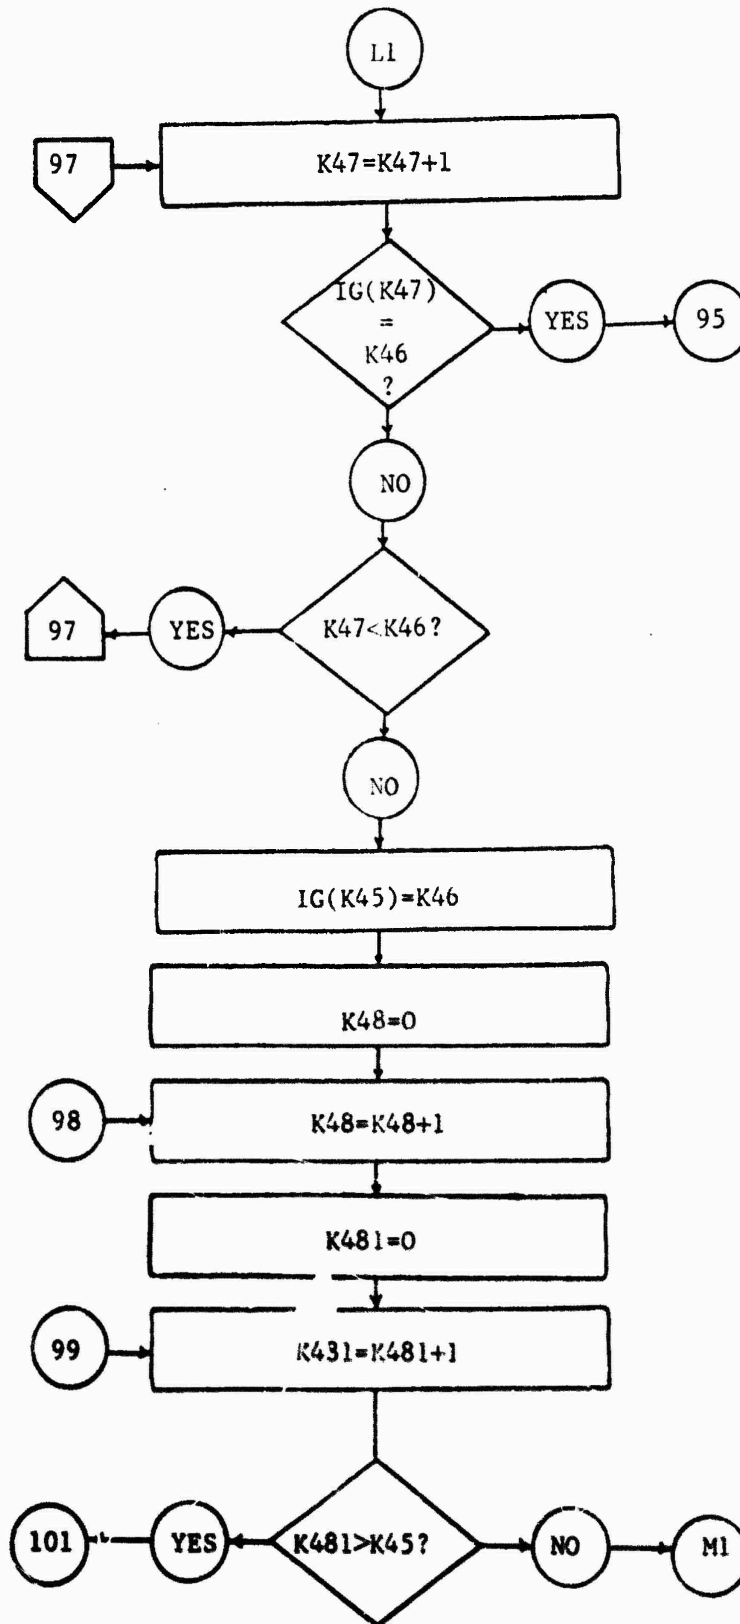 L1
97
K47=K47+1
IG(K47)
=
K46
?
YES
95
NO
97
YES
K47<K46?
NO
IG(K45)=K46
K48=0
98
K48=K48+1
K481=0
99
K431=K481+1
101
YES
K481>K45?
NO
M1